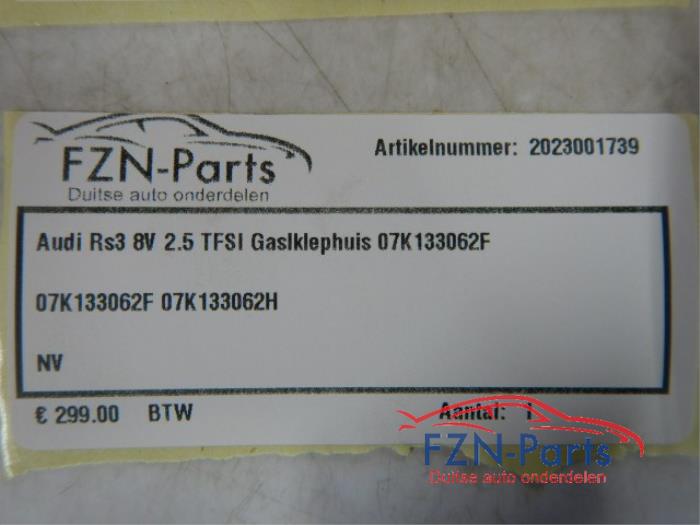 FZN-Parts
Duitse auto onderdelen
Artikelnummer: 2023001739
Audi Rs3 8V 2.5 TFSI Gaslklephuis 07K133062F
07K133062F 07K133062H
NV
€ 299.00 BTW Aantal: 1
FZN-Parts
Duitse auto onderdelen